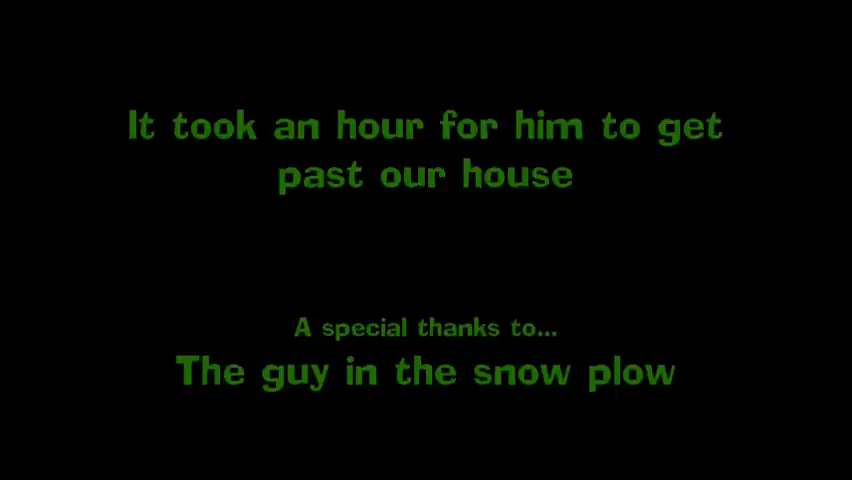 It took an hour for him to get
past our house
A special thanks to...
The guy in the snow plow